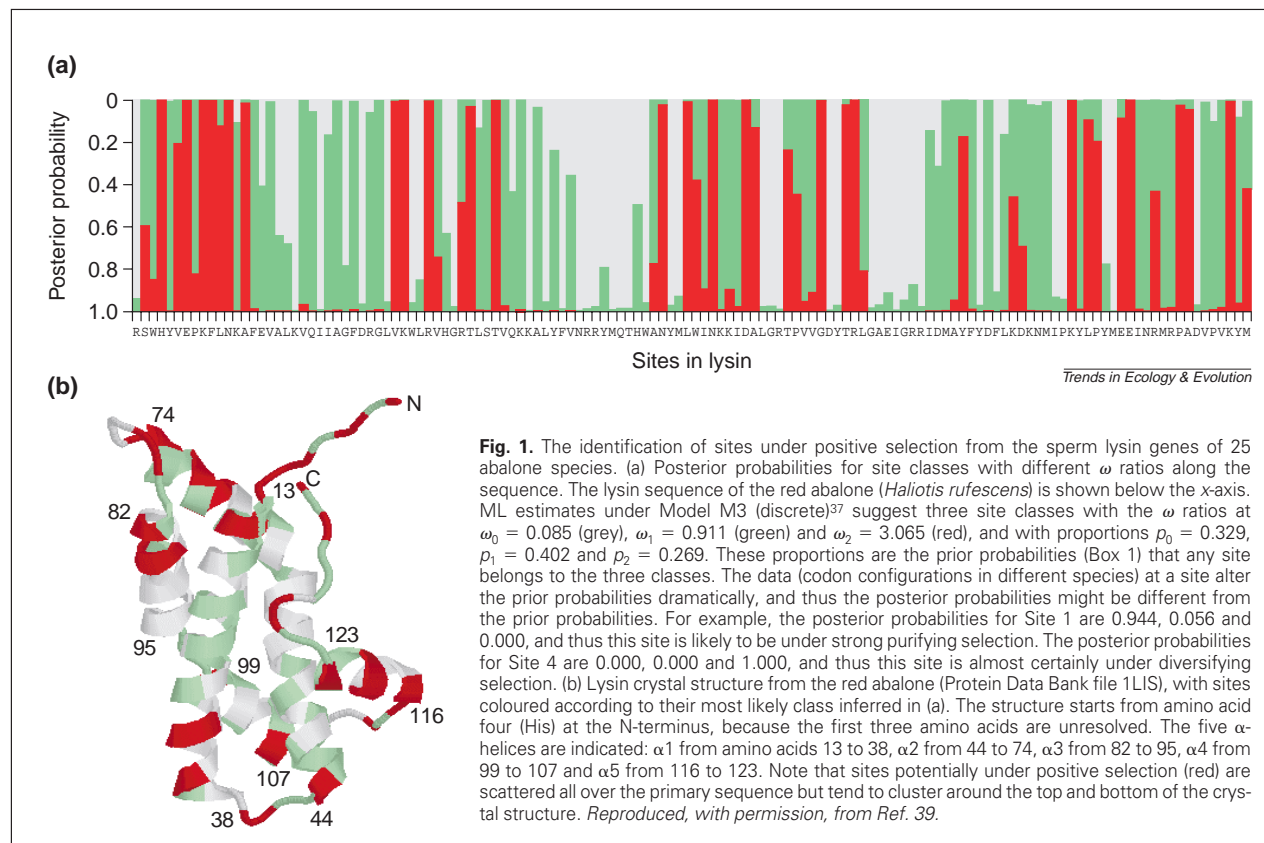 (a)
Posterior probability
0
0.2
0.4
0.6
0.8
1.0
RSWHYVEPKFLNKAFEVALKVQIIAGFDRGLVKWLRVHGRTLSTVQKKALYFVNRRYMQTHWANYMLWINKKIDALGRTPVVGDYTRLGAEIGRRIDMAYFYDFLKDKNMIPKYLPYMEEINRMRPADVPVKYM
Sites in lysin
Trends in Ecology & Evolution
(b)
74
N
C
13
82
95
99
123
116
107
38
44
Fig. 1. The identification of sites under positive selection from the sperm lysin genes of 25
abalone species. (a) Posterior probabilities for site classes with different ω ratios along the
sequence. The lysin sequence of the red abalone (Haliotis rufescens) is shown below the x-axis.
ML estimates under Model M3 (discrete)³⁷ suggest three site classes with the ω ratios at
ω₀ = 0.085 (grey), ω₁ = 0.911 (green) and ω₂ = 3.065 (red), and with proportions p₀ = 0.329,
p₁ = 0.402 and p₂ = 0.269. These proportions are the prior probabilities (Box 1) that any site
belongs to the three classes. The data (codon configurations in different species) at a site alter
the prior probabilities dramatically, and thus the posterior probabilities might be different from
the prior probabilities. For example, the posterior probabilities for Site 1 are 0.944, 0.056 and
0.000, and thus this site is likely to be under strong purifying selection. The posterior probabilities
for Site 4 are 0.000, 0.000 and 1.000, and thus this site is almost certainly under diversifying
selection. (b) Lysin crystal structure from the red abalone (Protein Data Bank file 1LIS), with sites
coloured according to their most likely class inferred in (a). The structure starts from amino acid
four (His) at the N-terminus, because the first three amino acids are unresolved. The five α-
helices are indicated: α1 from amino acids 13 to 38, α2 from 44 to 74, α3 from 82 to 95, α4 from
99 to 107 and α5 from 116 to 123. Note that sites potentially under positive selection (red) are
scattered all over the primary sequence but tend to cluster around the top and bottom of the crys-
tal structure. Reproduced, with permission, from Ref. 39.